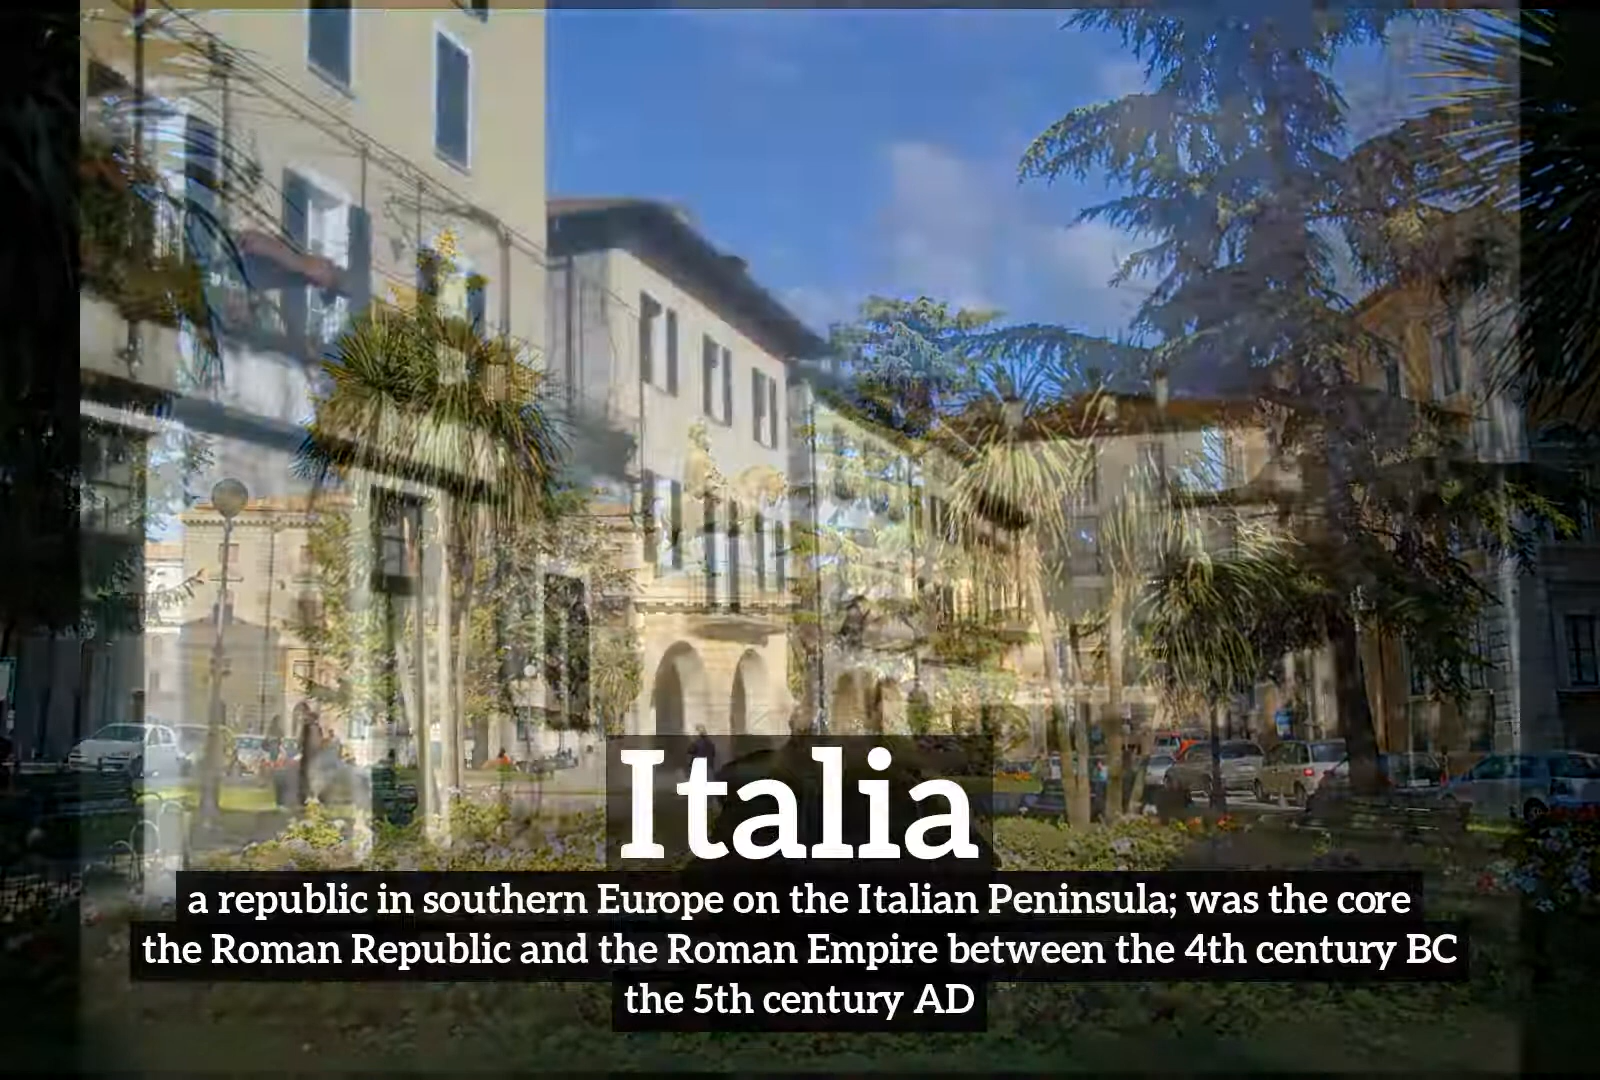 Italia
a republic in southern Europe on the Italian Peninsula; was the core
the Roman Republic and the Roman Empire between the 4th century BC
the 5th century AD